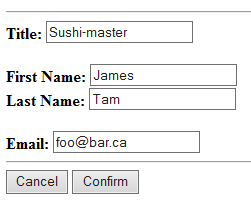 Title: Sushi-master
First Name: James
Last Name: Tam
Email: foo@bar.ca
Cancel Confirm